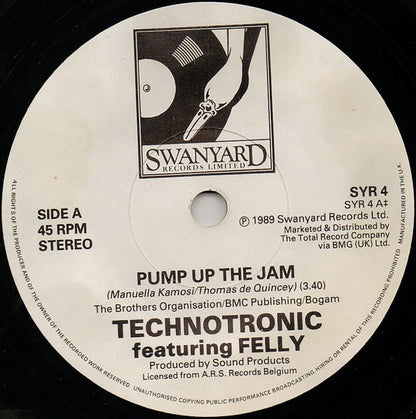 SWANYARD
RECORDS LIMITED
SIDE A
45 RPM
STEREO
SYR 4
SYR 4 A‡
℗ 1989 Swanyard Records Ltd.
Marketed & Distributed by
The Total Record Company
via BMG (UK) Ltd.
PUMP UP THE JAM
(Manuella Kamosi/Thomas de Quincey) (3.40)
The Brothers Organisation/BMC Publishing/Bogam
TECHNOTRONIC
featuring FELLY
Produced by Sound Products
Licensed from A.R.S. Records Belgium
ALL RIGHTS OF THE PRODUCER AND OF THE OWNER OF THE RECORDED WORK RESERVED. UNAUTHORISED COPYING PUBLIC PERFORMANCE BROADCASTING, HIRING OR RENTAL OF THIS RECORDING PROHIBITED MANUFACTURED IN THE U.K.